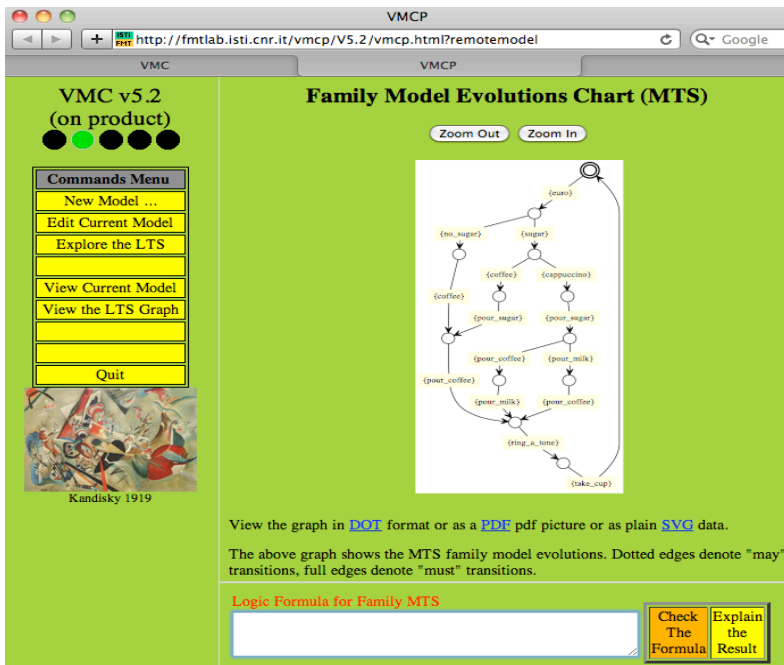 VMCP
ISTI FMT http://fmtlab.isti.cnr.it/vmcp/V5.2/vmcp.html?remotemodel
Google
VMC
VMCP
VMC v5.2
(on product)
Commands Menu
New Model ...
Edit Current Model
Explore the LTS
View Current Model
View the LTS Graph
Quit
Kandisky 1919
Family Model Evolutions Chart (MTS)
Zoom Out
Zoom In
{euro}
{no_sugar}
{sugar}
{coffee}
{cappuccino}
{coffee}
{pour_sugar}
{pour_sugar}
{pour_coffee}
{pour_milk}
{pour_coffee}
{pour_milk}
{pour_coffee}
{ring_a_tone}
{take_cup}
View the graph in DOT format or as a PDF pdf picture or as plain SVG data.
The above graph shows the MTS family model evolutions. Dotted edges denote "may"
transitions, full edges denote "must" transitions.
Logic Formula for Family MTS
Check
The
Formula
Explain
the
Result